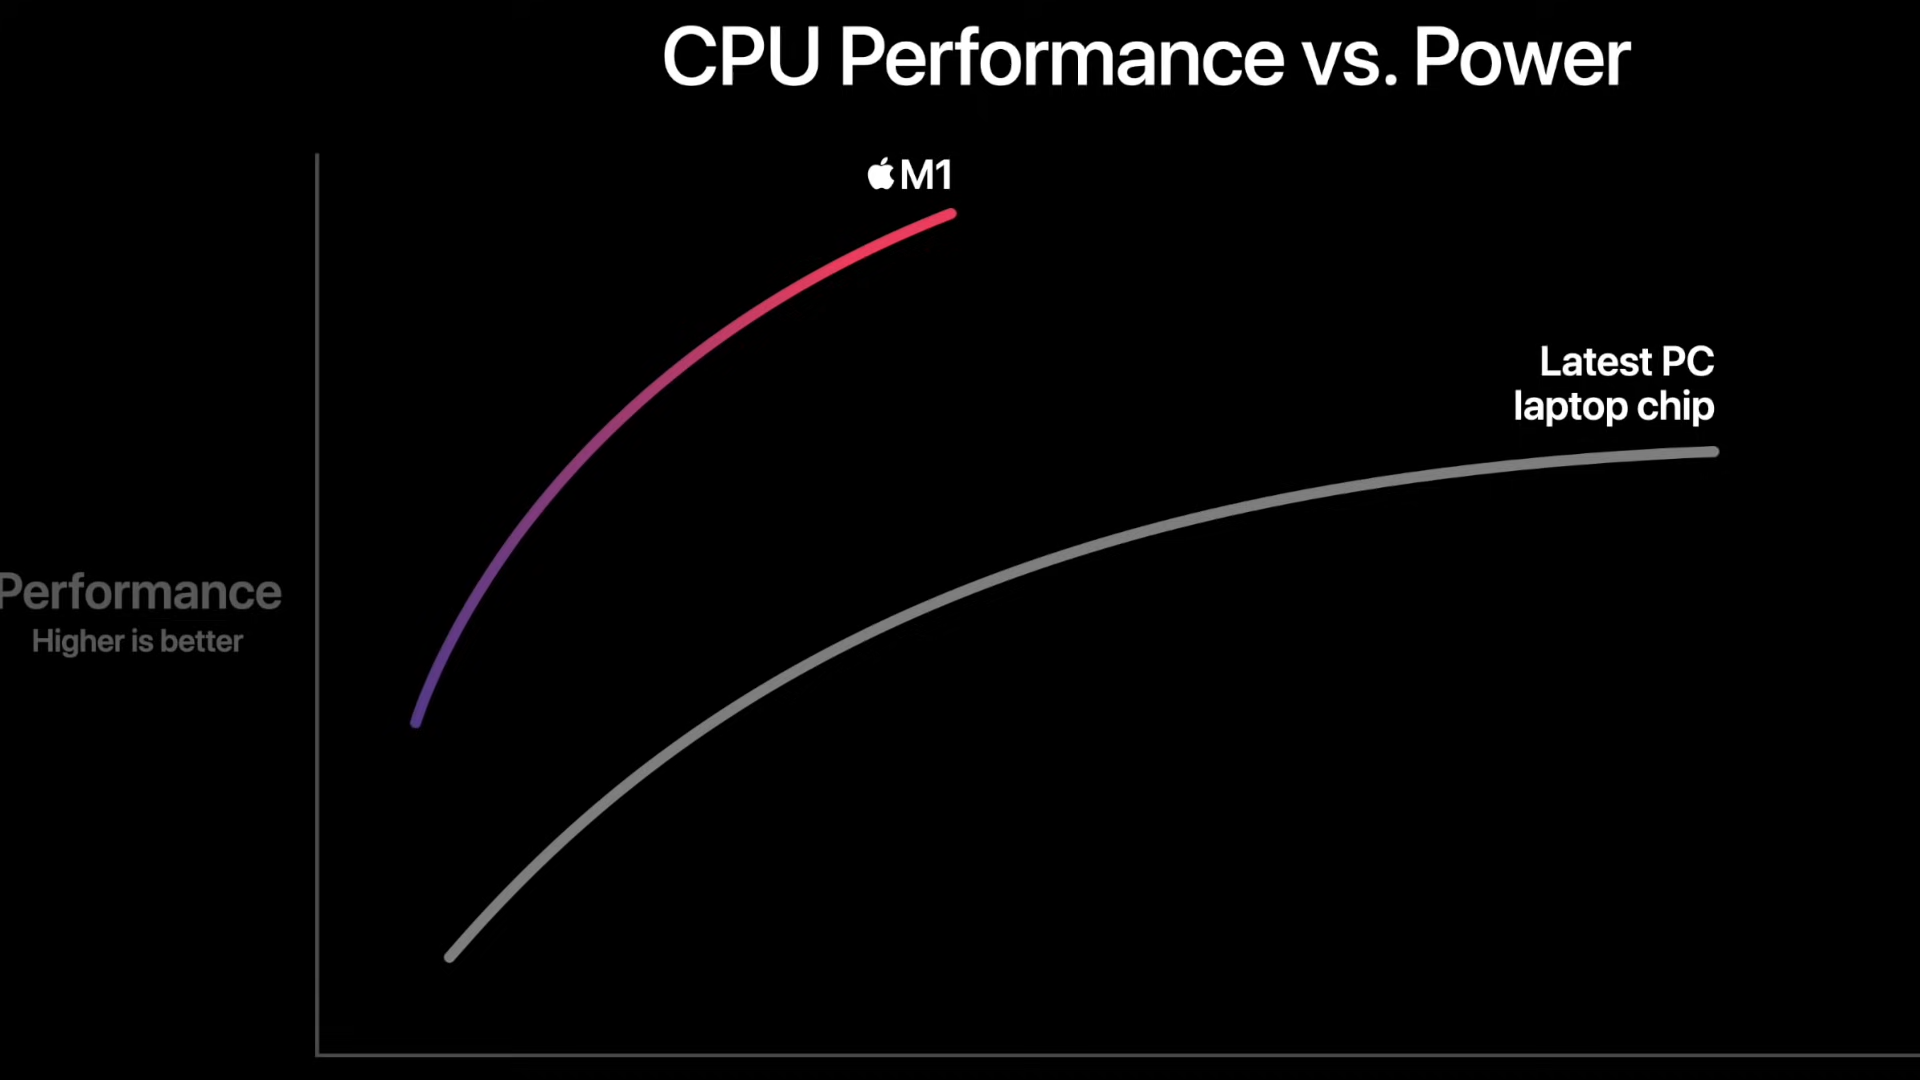 CPU Performance vs. Power
M1
Latest PC
laptop chip
Performance
Higher is better